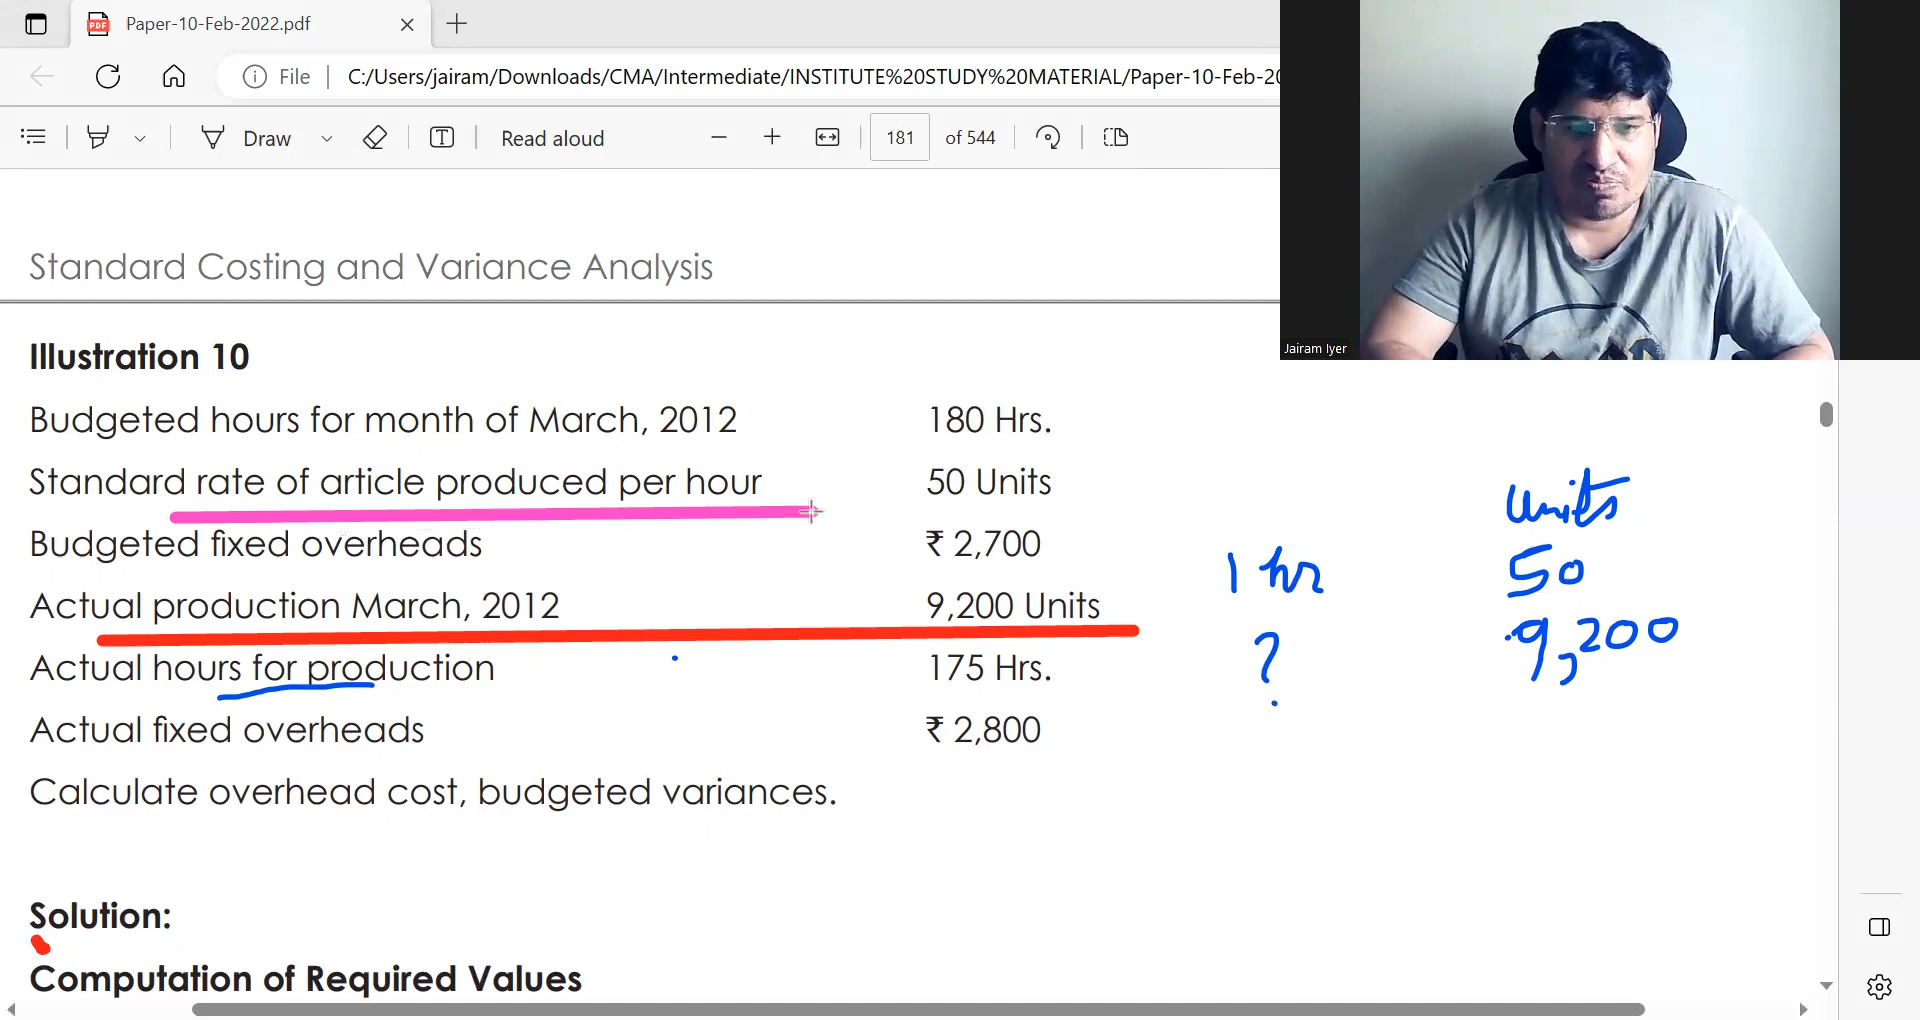 Paper-10-Feb-2022.pdf
File
C:/Users/jairam/Downloads/CMA/Intermediate/INSTITUTE%20STUDY%20MATERIAL/Paper-10-Feb-20
Draw
Read aloud
181 of 544
Jairam Iyer
Standard Costing and Variance Analysis
Illustration 10
Budgeted hours for month of March, 2012 180 Hrs.
Standard rate of article produced per hour 50 Units
Budgeted fixed overheads ₹ 2,700
Actual production March, 2012 9,200 Units
Actual hours for production 175 Hrs.
Actual fixed overheads ₹ 2,800
Calculate overhead cost, budgeted variances.
units
1 hr 50
? 9,200
Solution:
Computation of Required Values